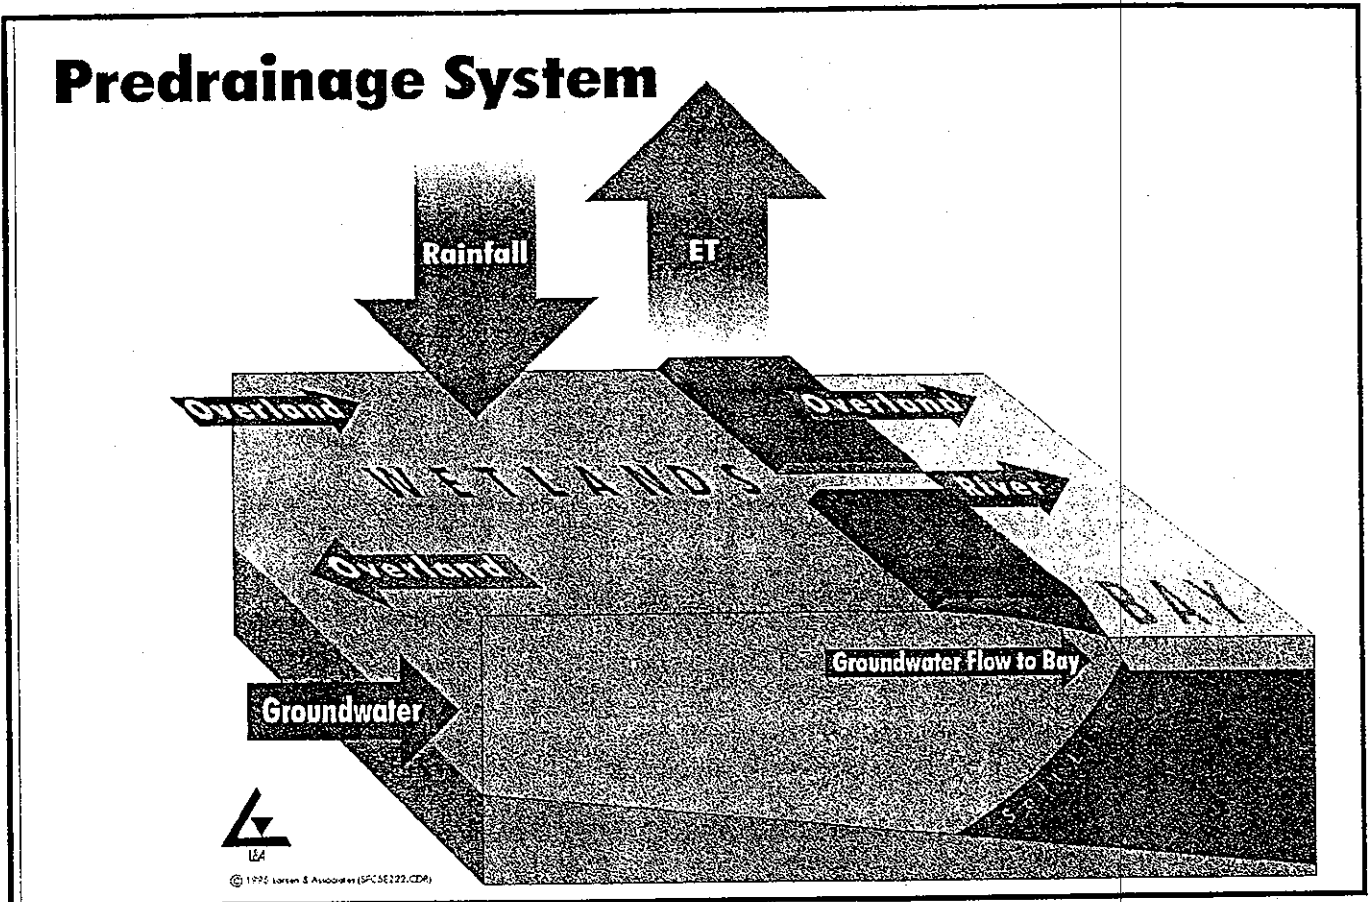 Predrainage System
Rainfall
ET
Overland
Overland
WETLANDS
River
Overland
BAY
Groundwater Flow to Bay
Groundwater
L&A
© 1995 Larsen & Associates